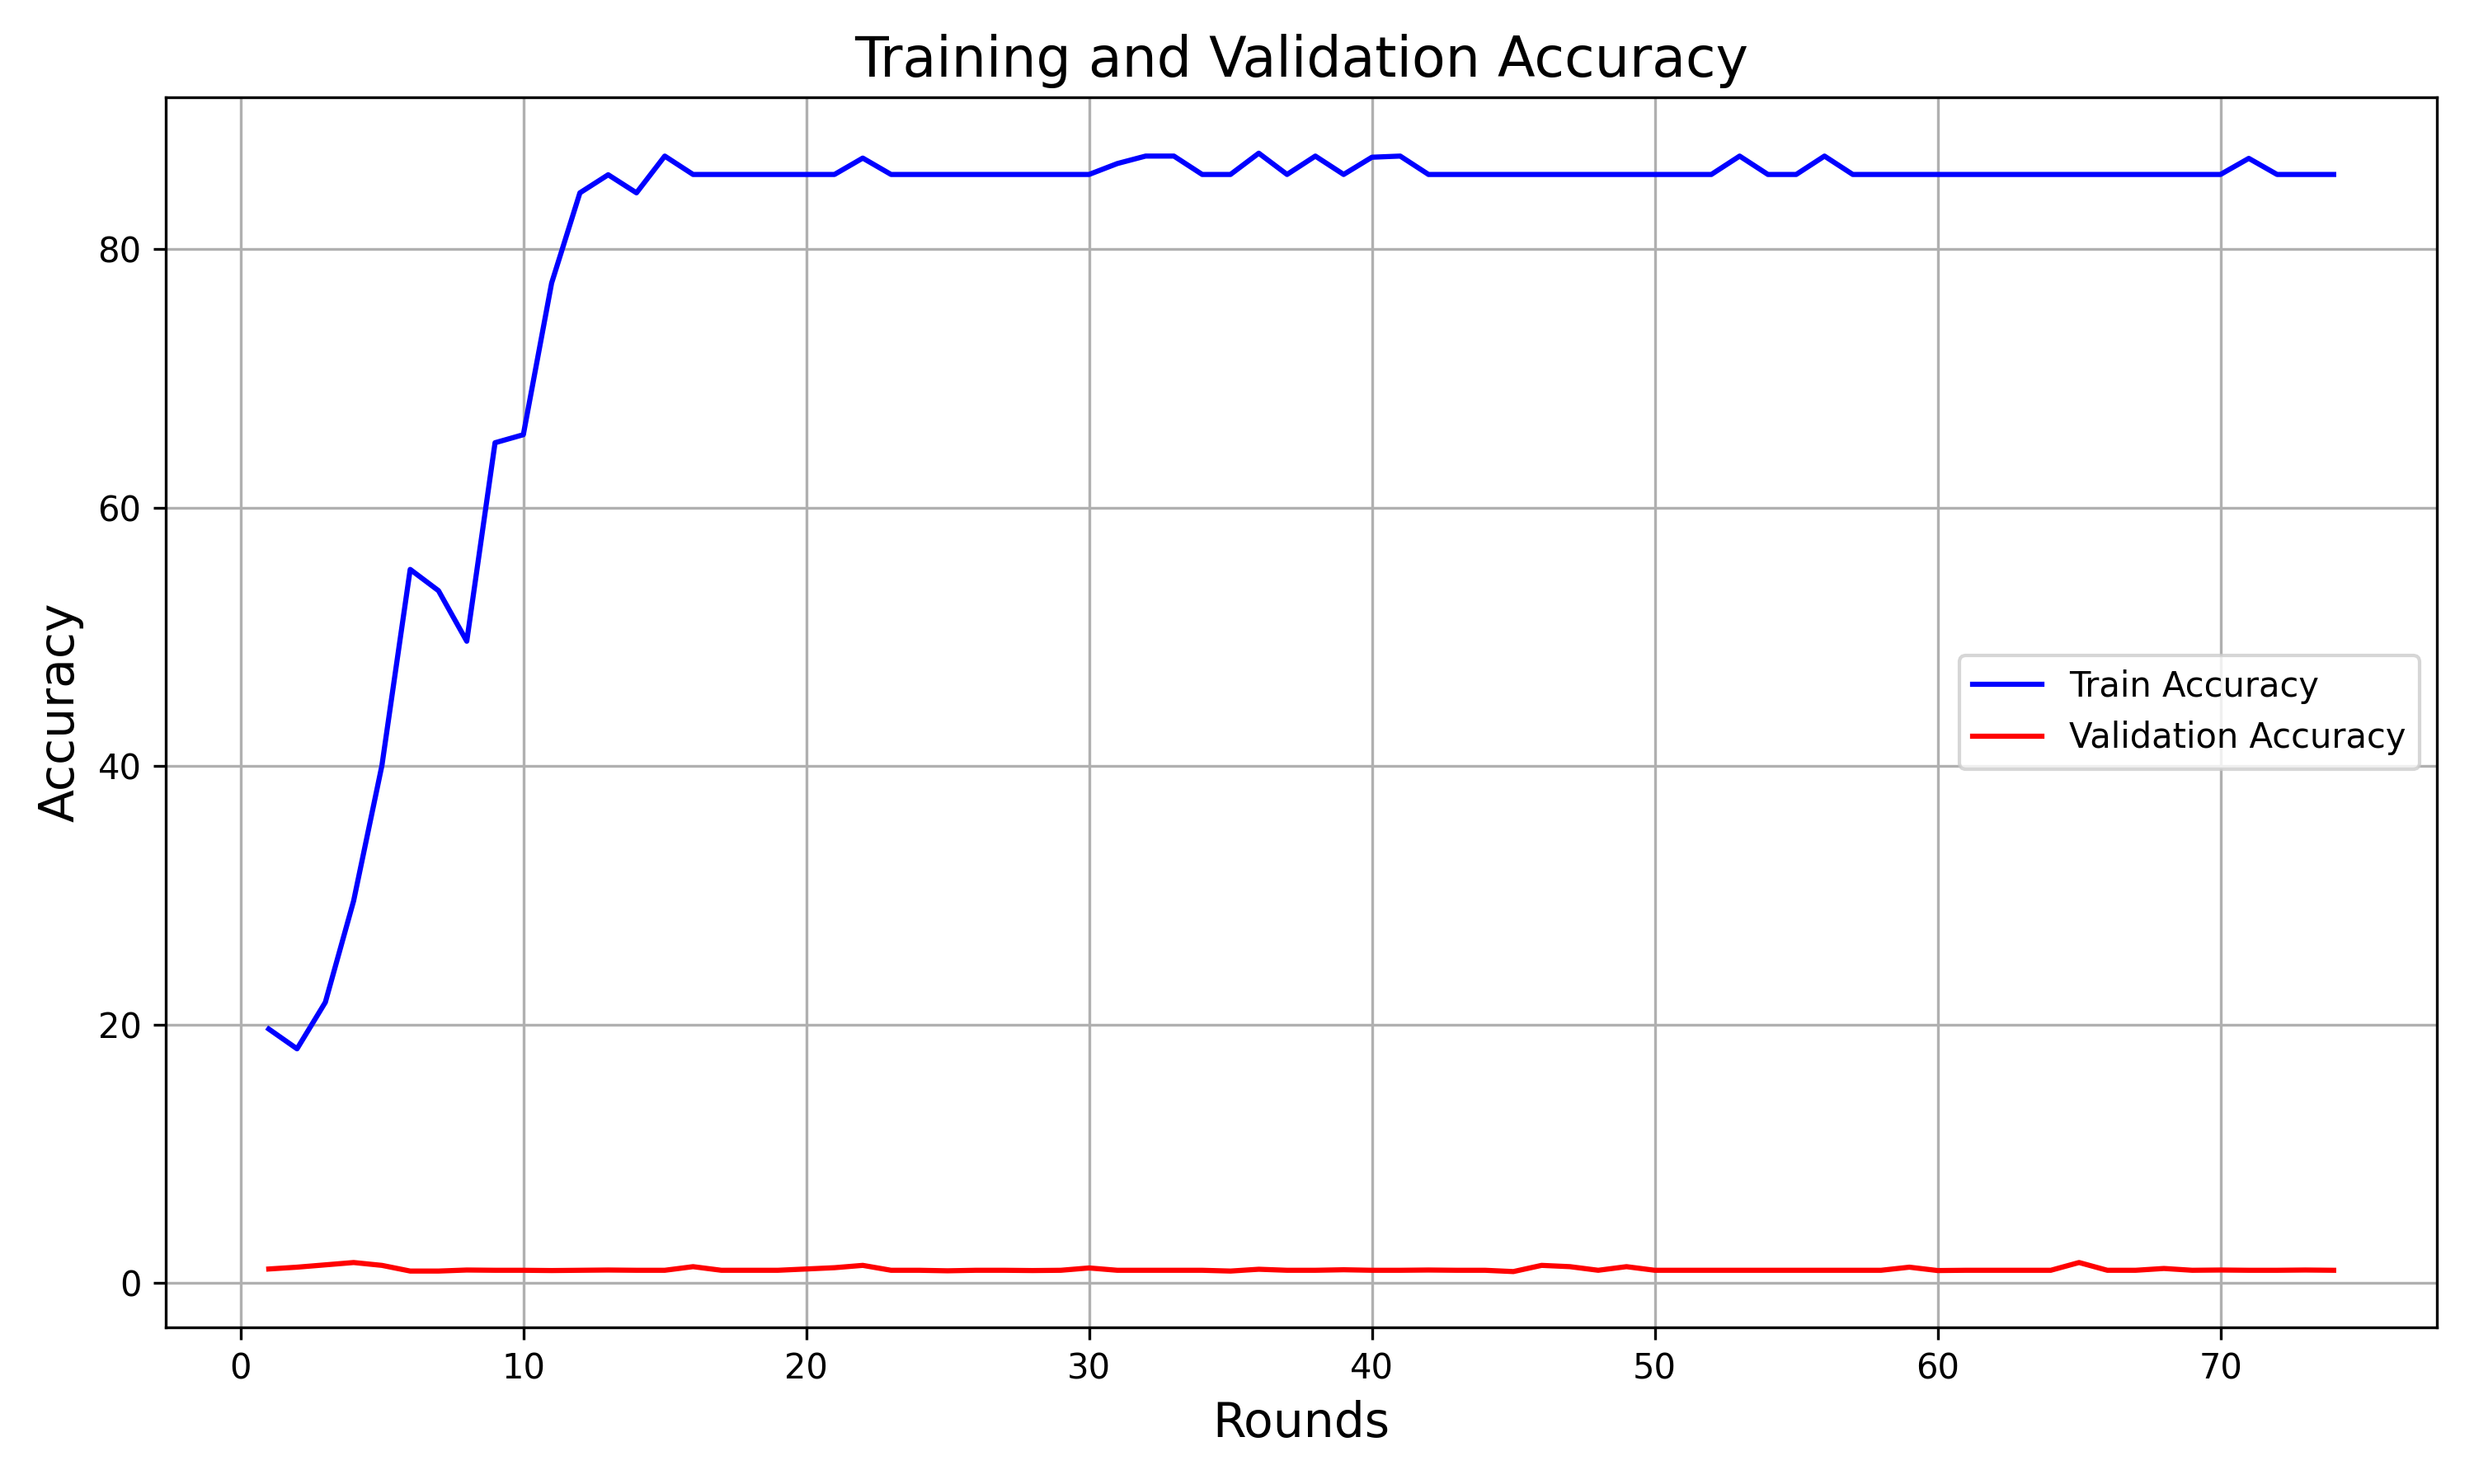 Training and Validation Accuracy
Accuracy
80
60
40
20
0
Train Accuracy
Validation Accuracy
0 10 20 30 40 50 60 70
Rounds